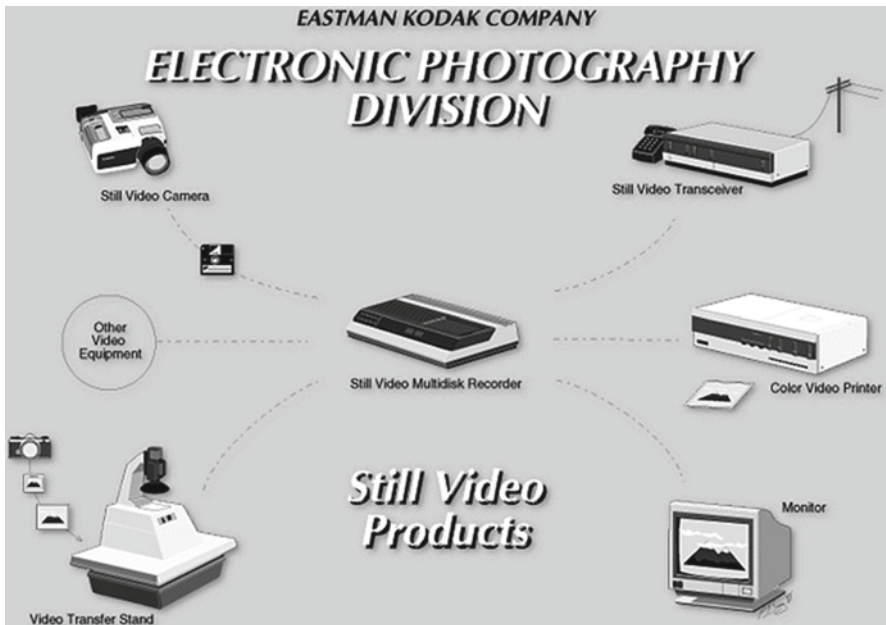 EASTMAN KODAK COMPANY
ELECTRONIC PHOTOGRAPHY
DIVISION
Still Video Camera
Still Video Transceiver
Other
Video
Equipment
Still Video Multidisk Recorder
Color Video Printer
Still Video
Products
Monitor
Video Transfer Stand